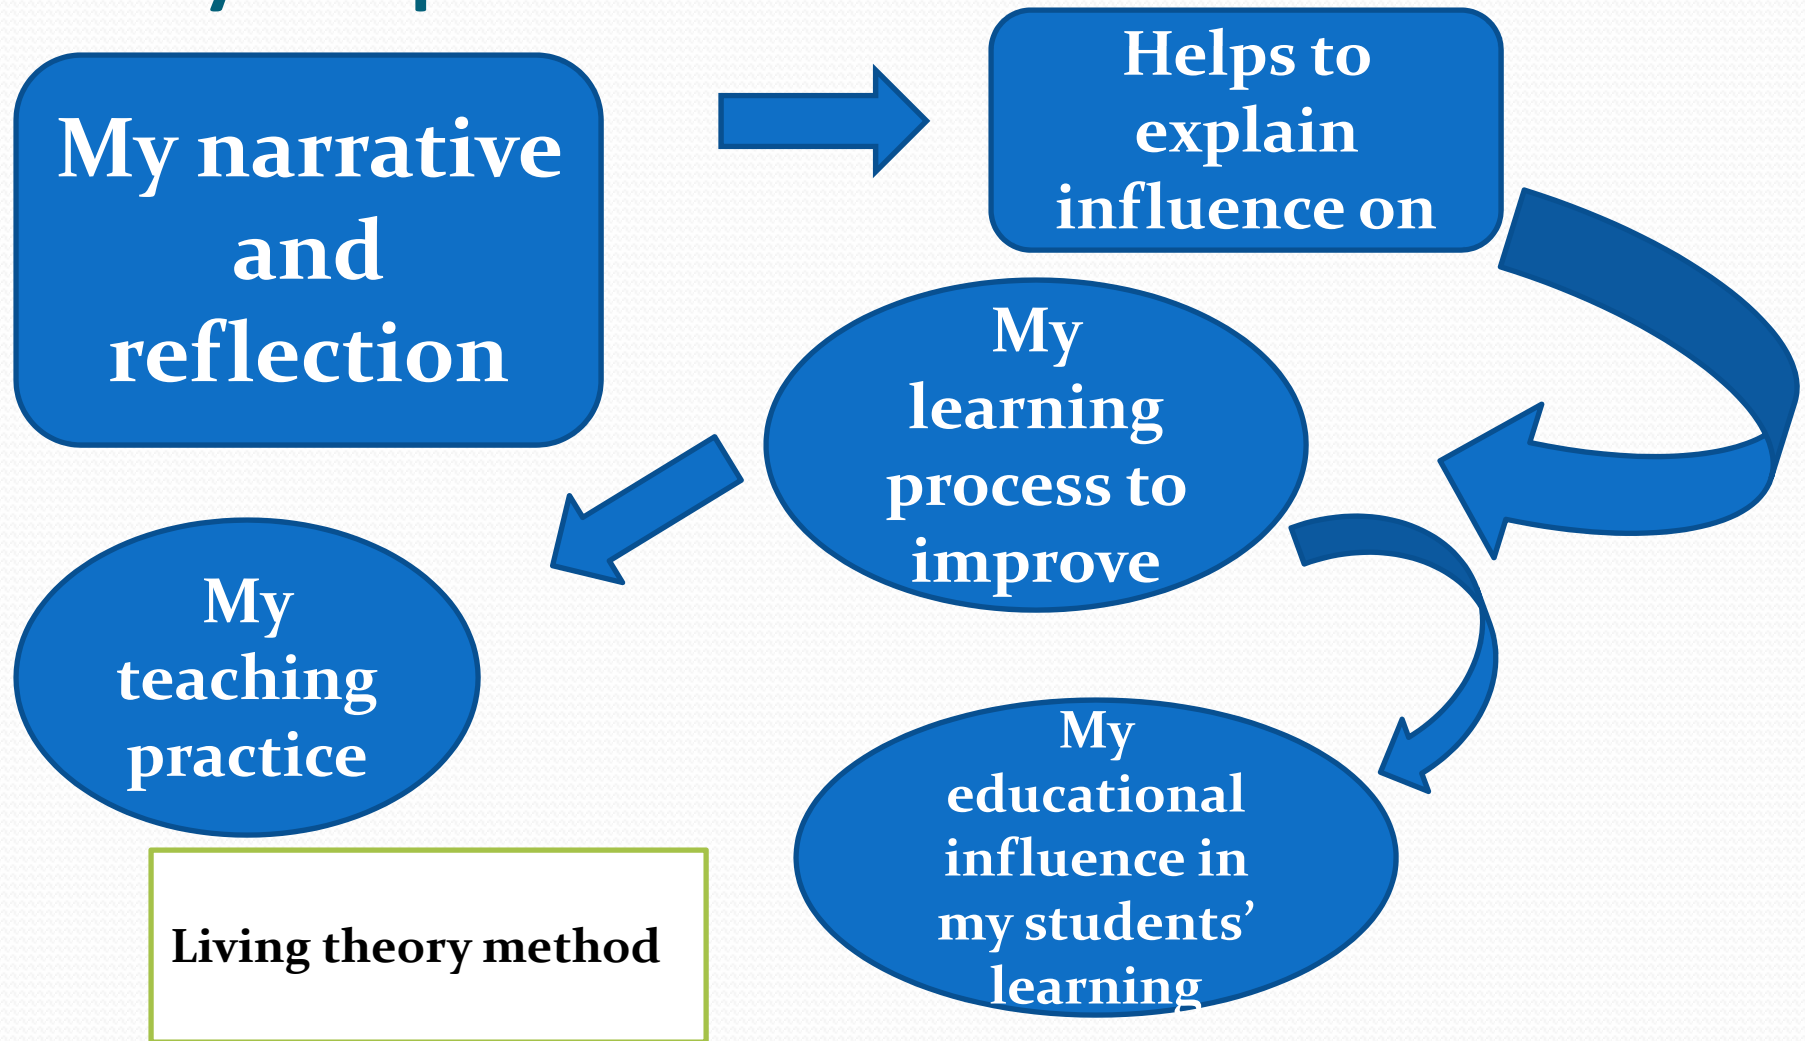 My narrative
and
reflection
Helps to
explain
influence on
My
learning
process to
improve
My
teaching
practice
My
educational
influence in
my students’
learning
Living theory method